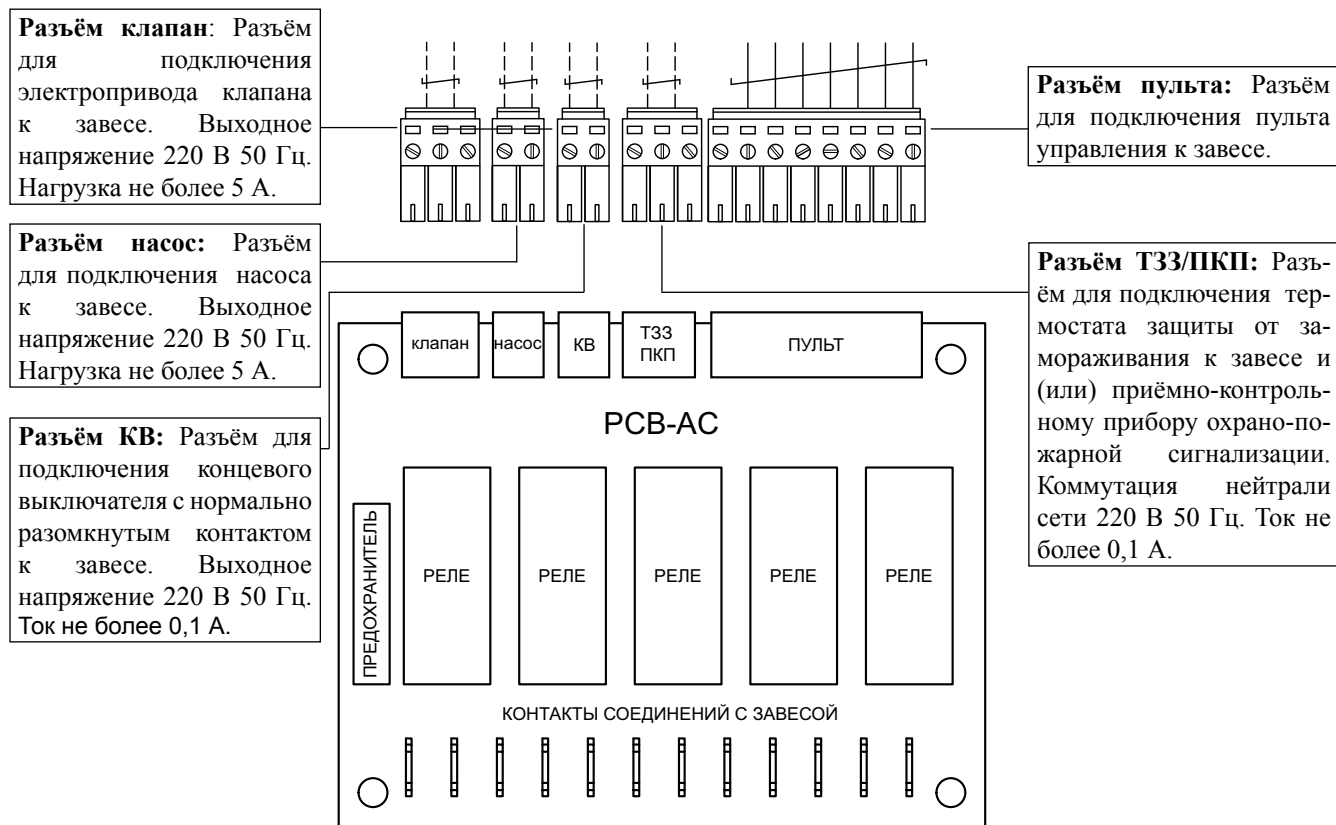 Разъём клапан: Разъём
для подключения
электропривода клапана
к завесе. Выходное
напряжение 220 В 50 Гц.
Нагрузка не более 5 А.
Разъём насос: Разъём
для подключения насоса
к завесе. Выходное
напряжение 220 В 50 Гц.
Нагрузка не более 5 А.
Разъём КВ: Разъём для
подключения концевого
выключателя с нормально
разомкнутым контактом
к завесе. Выходное
напряжение 220 В 50 Гц.
Ток не более 0,1 А.
Разъём пульта: Разъём
для подключения пульта
управления к завесе.
Разъём ТЗЗ/ПКП: Разъ-
ём для подключения тер-
мостата защиты от за-
мораживания к завесе и
(или) приёмно-контроль-
ному прибору охрано-по-
жарной сигнализации.
Коммутация нейтрали
сети 220 В 50 Гц. Ток не
более 0,1 А.
клапан
насос
КВ
ТЗЗ
ПКП
ПУЛЬТ
PCB-AC
ПРЕДОХРАНИТЕЛЬ
РЕЛЕ
РЕЛЕ
РЕЛЕ
РЕЛЕ
РЕЛЕ
КОНТАКТЫ СОЕДИНЕНИЙ С ЗАВЕСОЙ